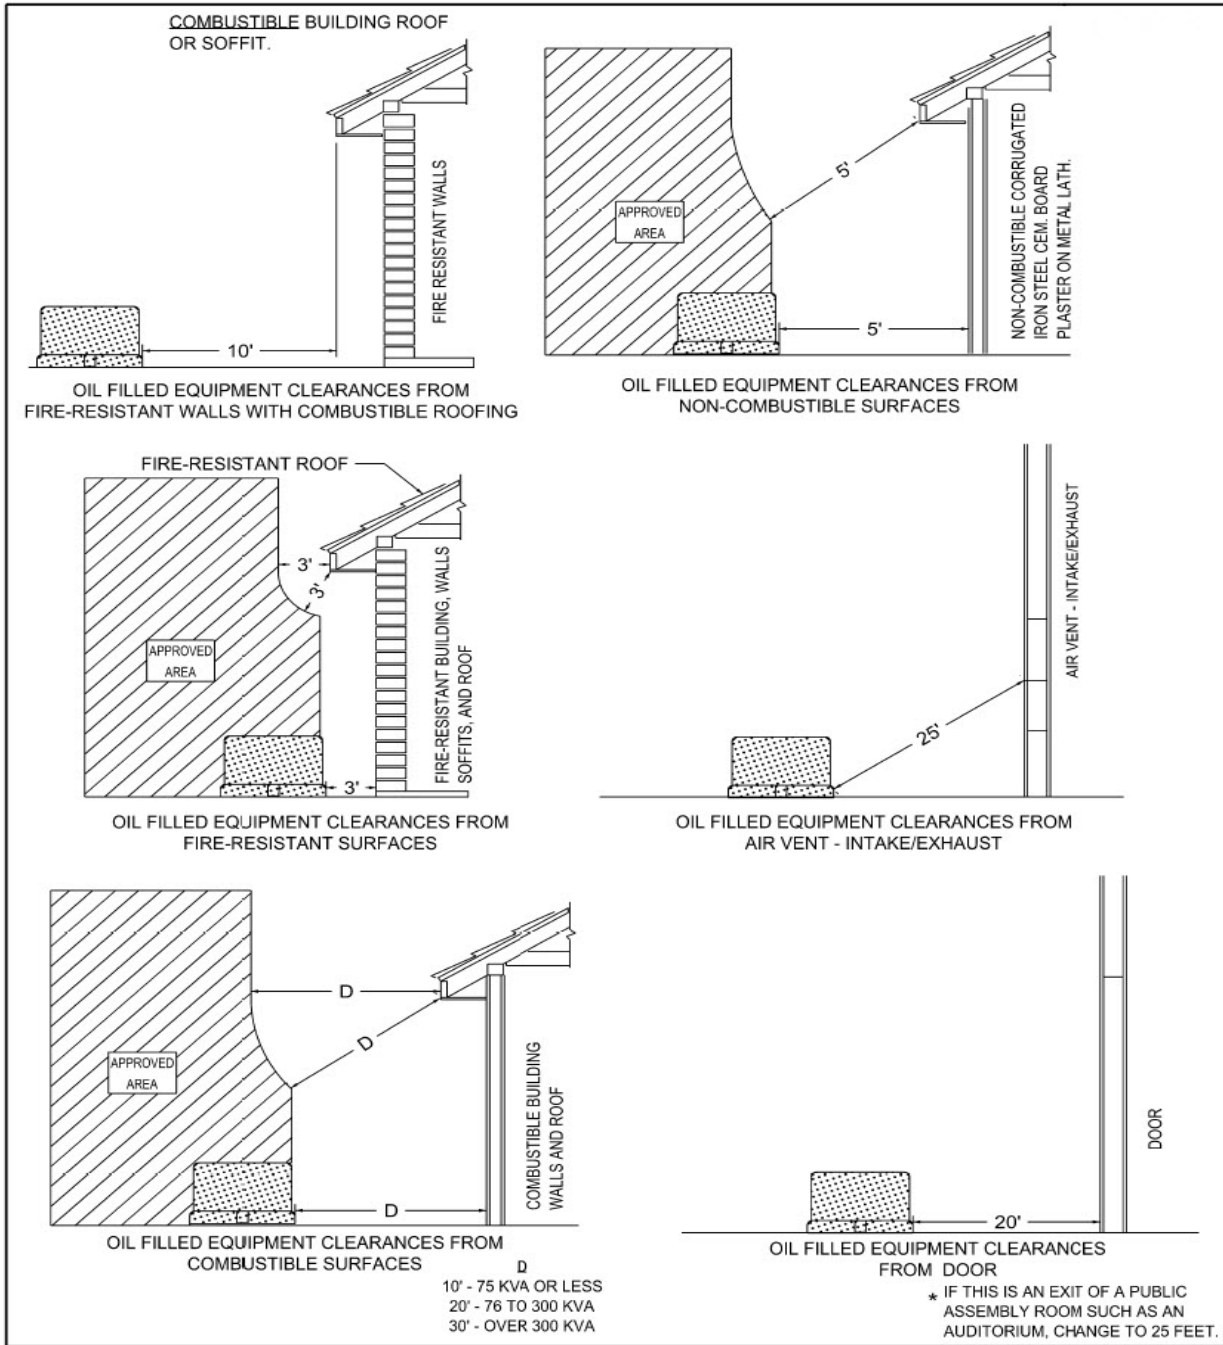 COMBUSTIBLE BUILDING ROOF
OR SOFFIT.
FIRE RESISTANT WALLS
10'
OIL FILLED EQUIPMENT CLEARANCES FROM
FIRE-RESISTANT WALLS WITH COMBUSTIBLE ROOFING
5'
APPROVED
AREA
5'
NON-COMBUSTIBLE CORRUGATED
IRON STEEL CEM. BOARD
PLASTER ON METAL LATH.
OIL FILLED EQUIPMENT CLEARANCES FROM
NON-COMBUSTIBLE SURFACES
FIRE-RESISTANT ROOF
3'
3'
APPROVED
AREA
3'
FIRE-RESISTANT BUILDING, WALLS
SOFFITS, AND ROOF
OIL FILLED EQUIPMENT CLEARANCES FROM
FIRE-RESISTANT SURFACES
AIR VENT - INTAKE/EXHAUST
25'
OIL FILLED EQUIPMENT CLEARANCES FROM
AIR VENT - INTAKE/EXHAUST
D
D
APPROVED
AREA
D
COMBUSTIBLE BUILDING
WALLS AND ROOF
OIL FILLED EQUIPMENT CLEARANCES FROM
COMBUSTIBLE SURFACES
D
10' - 75 KVA OR LESS
20' - 76 TO 300 KVA
30' - OVER 300 KVA
DOOR
20'
OIL FILLED EQUIPMENT CLEARANCES
FROM DOOR
* IF THIS IS AN EXIT OF A PUBLIC
ASSEMBLY ROOM SUCH AS AN
AUDITORIUM, CHANGE TO 25 FEET.